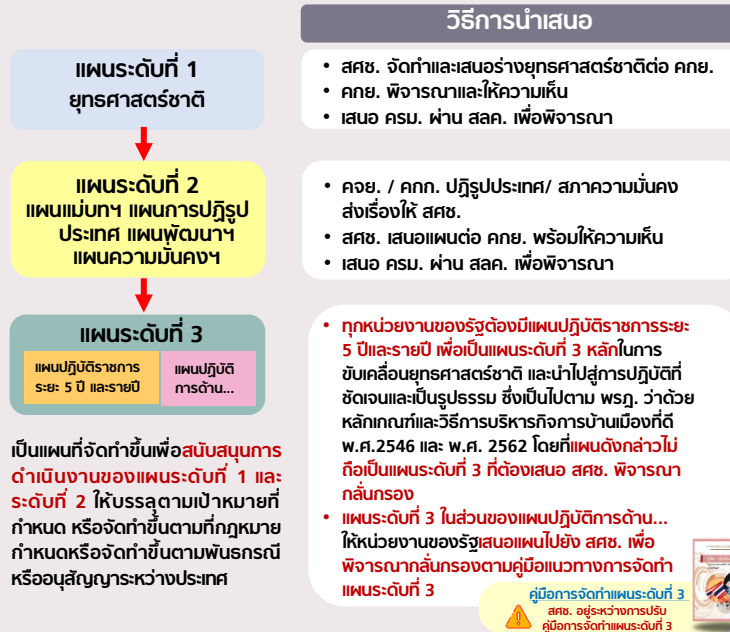 วิธีการนำเสนอ
แผนระดับที่ 1
ยุทธศาสตร์ชาติ
• สศช. จัดทำและเสนอร่างยุทธศาสตร์ชาติต่อ คกย.
• คกย. พิจารณาและให้ความเห็น
• เสนอ ครม. ผ่าน สลค. เพื่อพิจารณา
แผนระดับที่ 2
แผนแม่บทฯ แผนการปฏิรูป
ประเทศ แผนพัฒนาฯ
แผนความมั่นคงฯ
• คจย. / คกก. ปฏิรูปประเทศ/ สภาความมั่นคง
ส่งเรื่องให้ สศช.
• สศช. เสนอแผนต่อ คกย. พร้อมให้ความเห็น
• เสนอ ครม. ผ่าน สลค. เพื่อพิจารณา
แผนระดับที่ 3
แผนปฏิบัติราชการ
ระยะ 5 ปี และรายปี
แผนปฏิบัติ
การด้าน...
เป็นแผนที่จัดทำขึ้นเพื่อสนับสนุนการ
ดำเนินงานของแผนระดับที่ 1 และ
ระดับที่ 2 ให้บรรลุตามเป้าหมายที่
กำหนด หรือจัดทำขึ้นตามที่กฎหมาย
กำหนดหรือจัดทำขึ้นตามพันธกรณี
หรืออนุสัญญาระหว่างประเทศ
• ทุกหน่วยงานของรัฐต้องมีแผนปฏิบัติราชการระยะ
5 ปีและรายปี เพื่อเป็นแผนระดับที่ 3 หลักในการ
ขับเคลื่อนยุทธศาสตร์ชาติ และนำไปสู่การปฏิบัติที่
ชัดเจนและเป็นรูปธรรม ซึ่งเป็นไปตาม พรฎ. ว่าด้วย
หลักเกณฑ์และวิธีการบริหารกิจการบ้านเมืองที่ดี
พ.ศ.2546 และ พ.ศ. 2562 โดยที่แผนดังกล่าวไม่
ถือเป็นแผนระดับที่ 3 ที่ต้องเสนอ สศช. พิจารณา
กลั่นกรอง
• แผนระดับที่ 3 ในส่วนของแผนปฏิบัติการด้าน...
ให้หน่วยงานของรัฐเสนอแผนไปยัง สศช. เพื่อ
พิจารณากลั่นกรองตามคู่มือแนวทางการจัดทำ
แผนระดับที่ 3
คู่มือการจัดทำแผนระดับที่ 3
สศช. อยู่ระหว่างการปรับ
คู่มือการจัดทำแผนระดับที่ 3